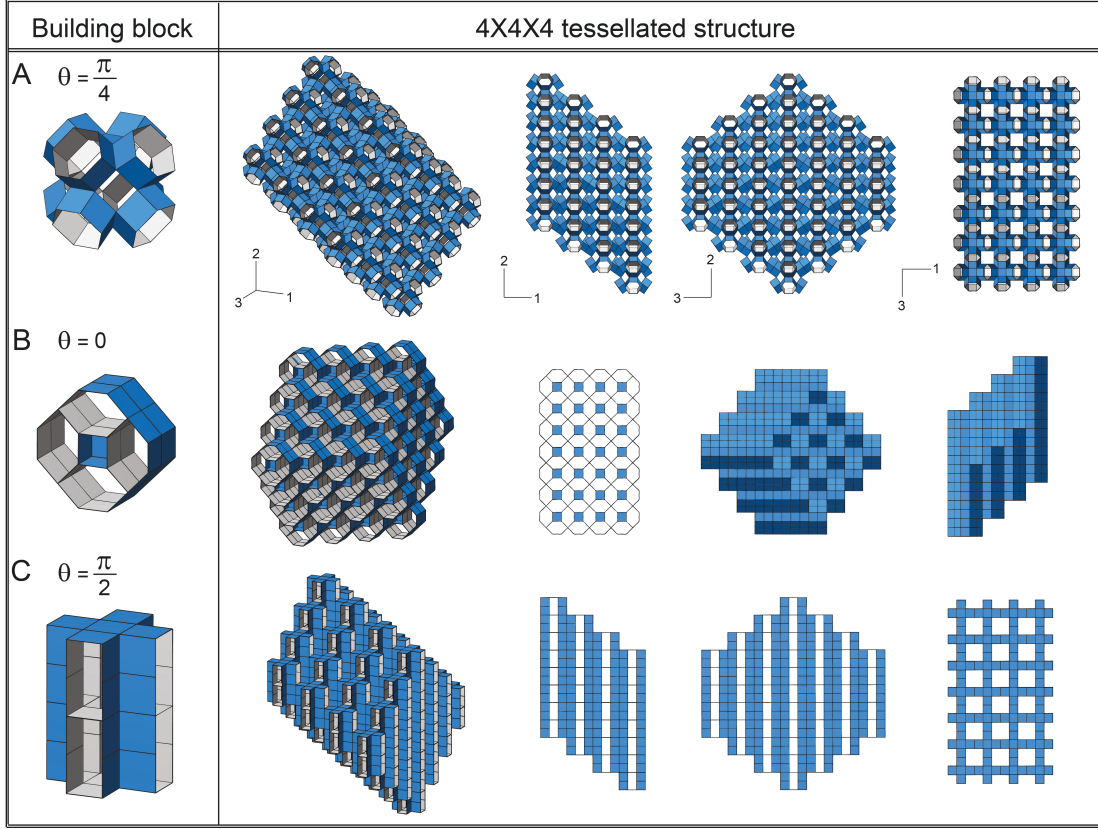 Building block
4X4X4 tessellated structure
A θ = π/4
2
3
1
2
1
2
3
1
3
B θ = 0
C θ = π/2